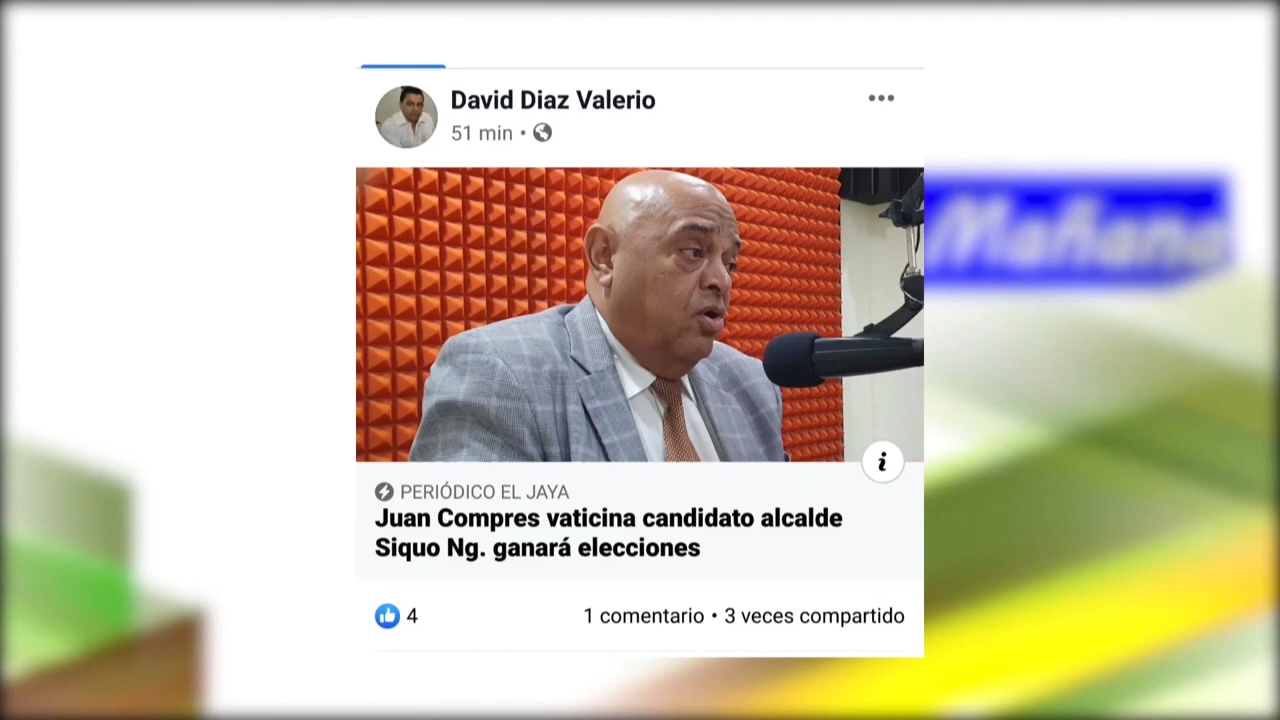 David Diaz Valerio
51 min •
Mañana
PERIÓDICO EL JAYA
Juan Compres vaticina candidato alcalde
Siquo Ng. ganará elecciones
4
1 comentario • 3 veces compartido